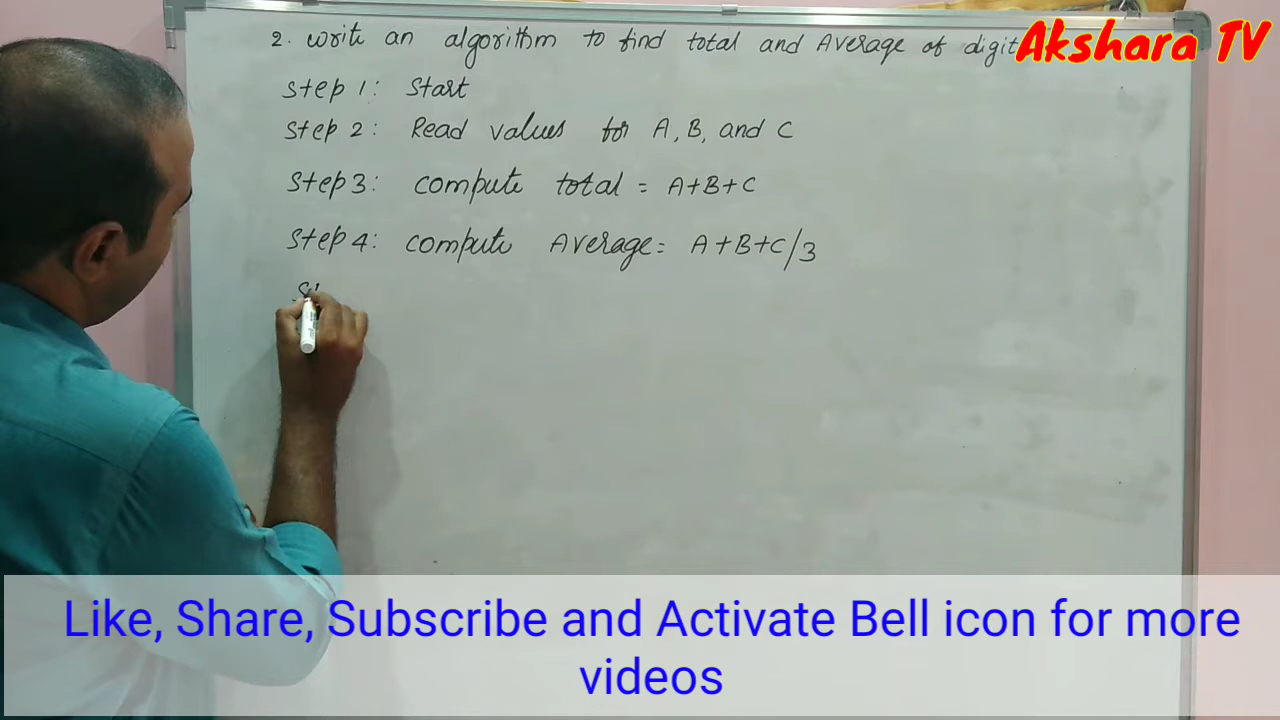 2. Write an algorithm to find total and Average of digit
Akshara TV
Step 1: Start
Step 2: Read values for A, B, and C
Step 3: compute total = A+B+C
Step 4: compute Average = A+B+C/3
St
Like, Share, Subscribe and Activate Bell icon for more
videos